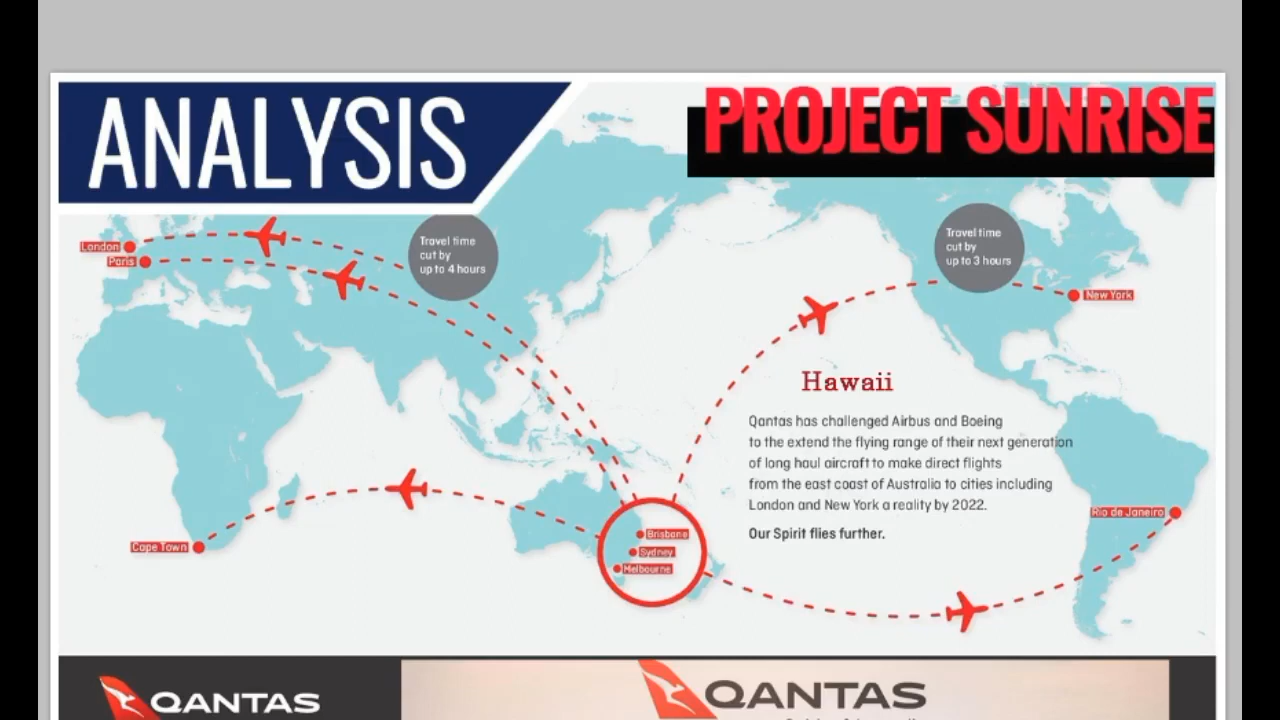 ANALYSIS
PROJECT SUNRISE
London
Paris
Travel time
cut by
up to 4 hours
Travel time
cut by
up to 3 hours
New York
Hawaii
Qantas has challenged Airbus and Boeing
to the extend the flying range of their next generation
of long haul aircraft to make direct flights
from the east coast of Australia to cities including
London and New York a reality by 2022.
Our Spirit flies further.
Rio de Janeiro
Brisbane
Sydney
Melbourne
Cape Town
QANTAS
QANTAS